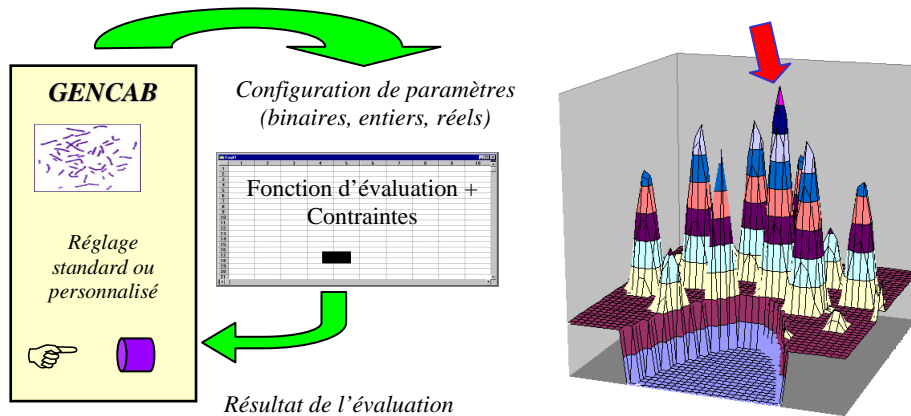 GENCAB
Réglage
standard ou
personnalisé
Configuration de paramètres
(binaires, entiers, réels)
Fonction d'évaluation +
Contraintes
Résultat de l'évaluation